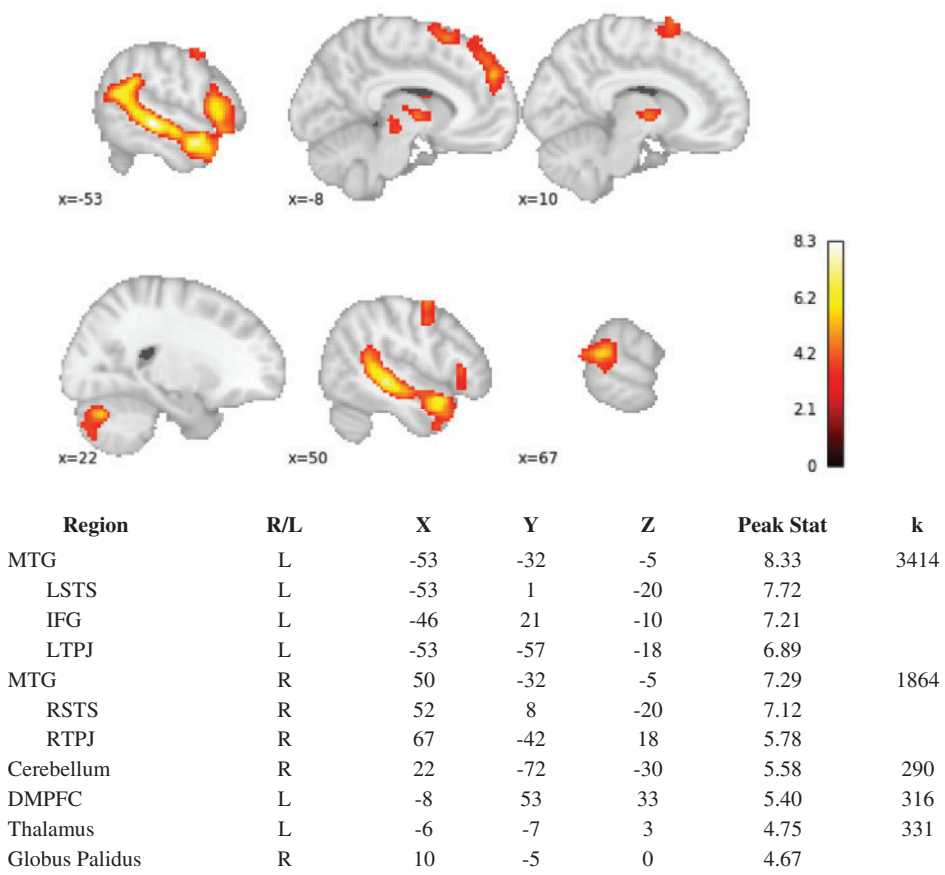 x=-53
x=-8
x=10
x=22
x=50
x=67
8.3
6.2
4.2
2.1
0
Region R/L X Y Z Peak Stat k
MTG L -53 -32 -5 8.33 3414
LSTS L -53 1 -20 7.72
IFG L -46 21 -10 7.21
LTPJ L -53 -57 -18 6.89
MTG R 50 -32 -5 7.29 1864
RSTS R 52 8 -20 7.12
RTPJ R 67 -42 18 5.78
Cerebellum R 22 -72 -30 5.58 290
DMPFC L -8 53 33 5.40 316
Thalamus L -6 -7 3 4.75 331
Globus Palidus R 10 -5 0 4.67